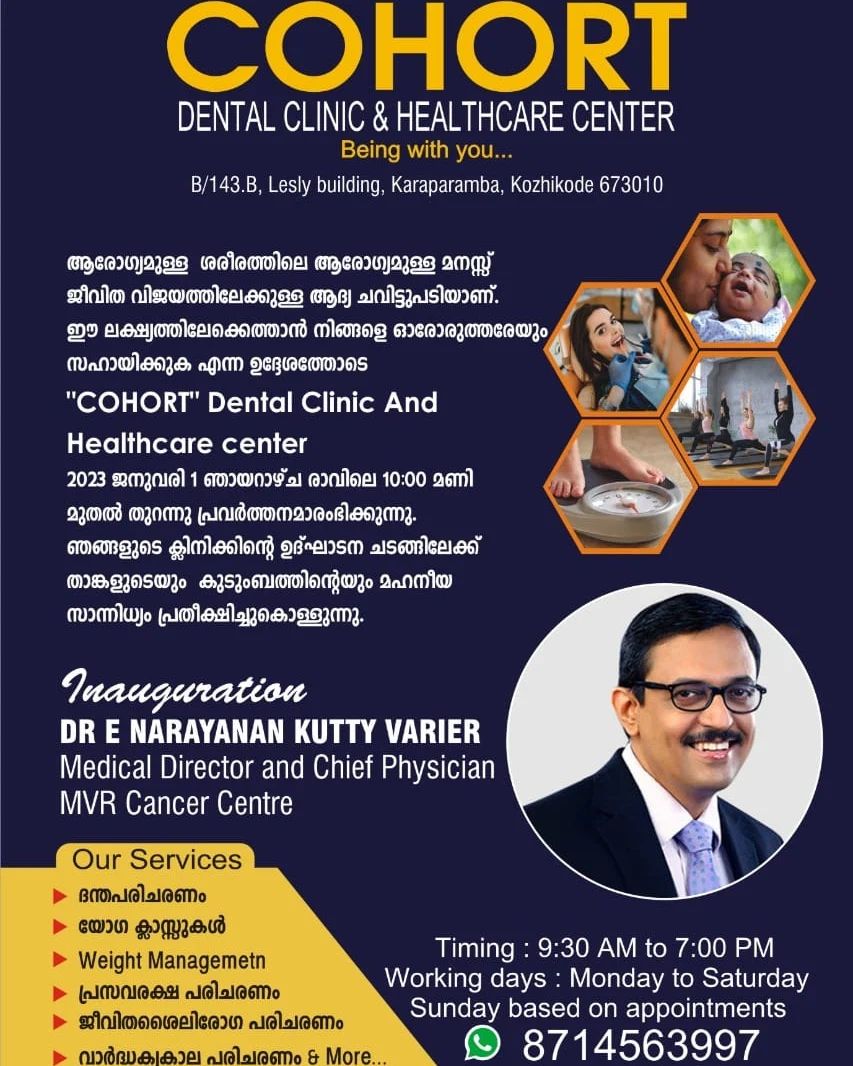 COHORT
DENTAL CLINIC & HEALTHCARE CENTER
Being with you...
B/143.B, Lesly building, Karaparamba, Kozhikode 673010
ആരോഗ്യമുള്ള ശരീരത്തിലെ ആരോഗ്യമുള്ള മനസ്സ്
ജീവിത വിജയത്തിലേക്കുള്ള ആദ്യ ചവിട്ടുപടിയാണ്.
ഈ ലക്ഷ്യത്തിലേക്കെത്താൻ നിങ്ങളെ ഓരോരുത്തരേയും
സഹായിക്കുക എന്ന ഉദ്ദേശത്തോടെ
"COHORT" Dental Clinic And
Healthcare center
2023 ജനുവരി 1 ഞായറാഴ്ച രാവിലെ 10:00 മണി
മുതൽ തുറന്നു പ്രവർത്തനമാരംഭിക്കുന്നു.
ഞങ്ങളുടെ ക്ലിനിക്കിന്റെ ഉദ്ഘാടന ചടങ്ങിലേക്ക്
താങ്കളുടെയും കുടുംബത്തിന്റെയും മഹനീയ
സാന്നിധ്യം പ്രതീക്ഷിച്ചുകൊള്ളുന്നു.
Inauguration
DR E NARAYANAN KUTTY VARIER
Medical Director and Chief Physician
MVR Cancer Centre
Our Services
ദന്തപരിചരണം
യോഗ ക്ലാസ്സുകൾ
Weight Managemetn
പ്രസവരക്ഷ പരിചരണം
ജീവിതശൈലിരോഗ പരിചരണം
വാർദ്ധക്യകാല പരിചരണം & More...
Timing : 9:30 AM to 7:00 PM
Working days : Monday to Saturday
Sunday based on appointments
8714563997